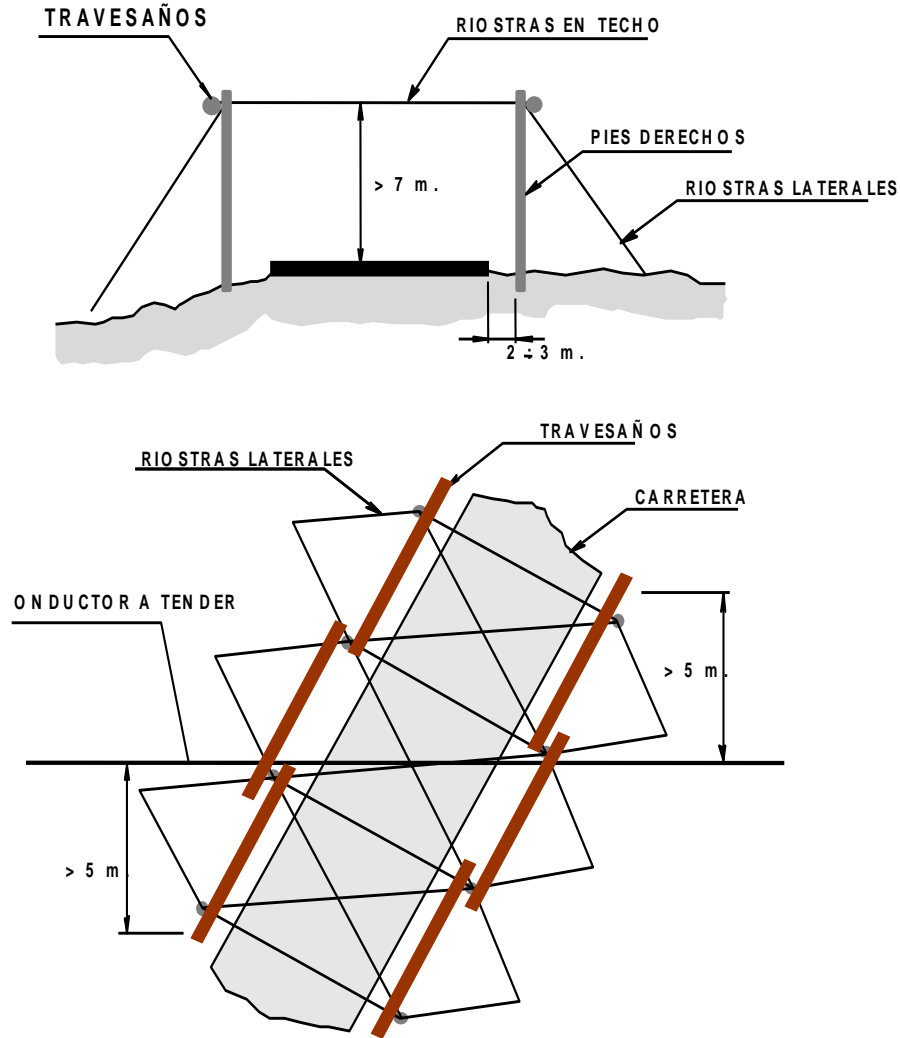 TRAVESAÑOS
RIOSTRAS EN TECHO
PIES DERECHOS
> 7 m.
RIOSTRAS LATERALES
2 ÷ 3 m.
TRAVESAÑOS
RIOSTRAS LATERALES
CARRETERA
ONDUCTOR A TENDER
> 5 m.
> 5 m.